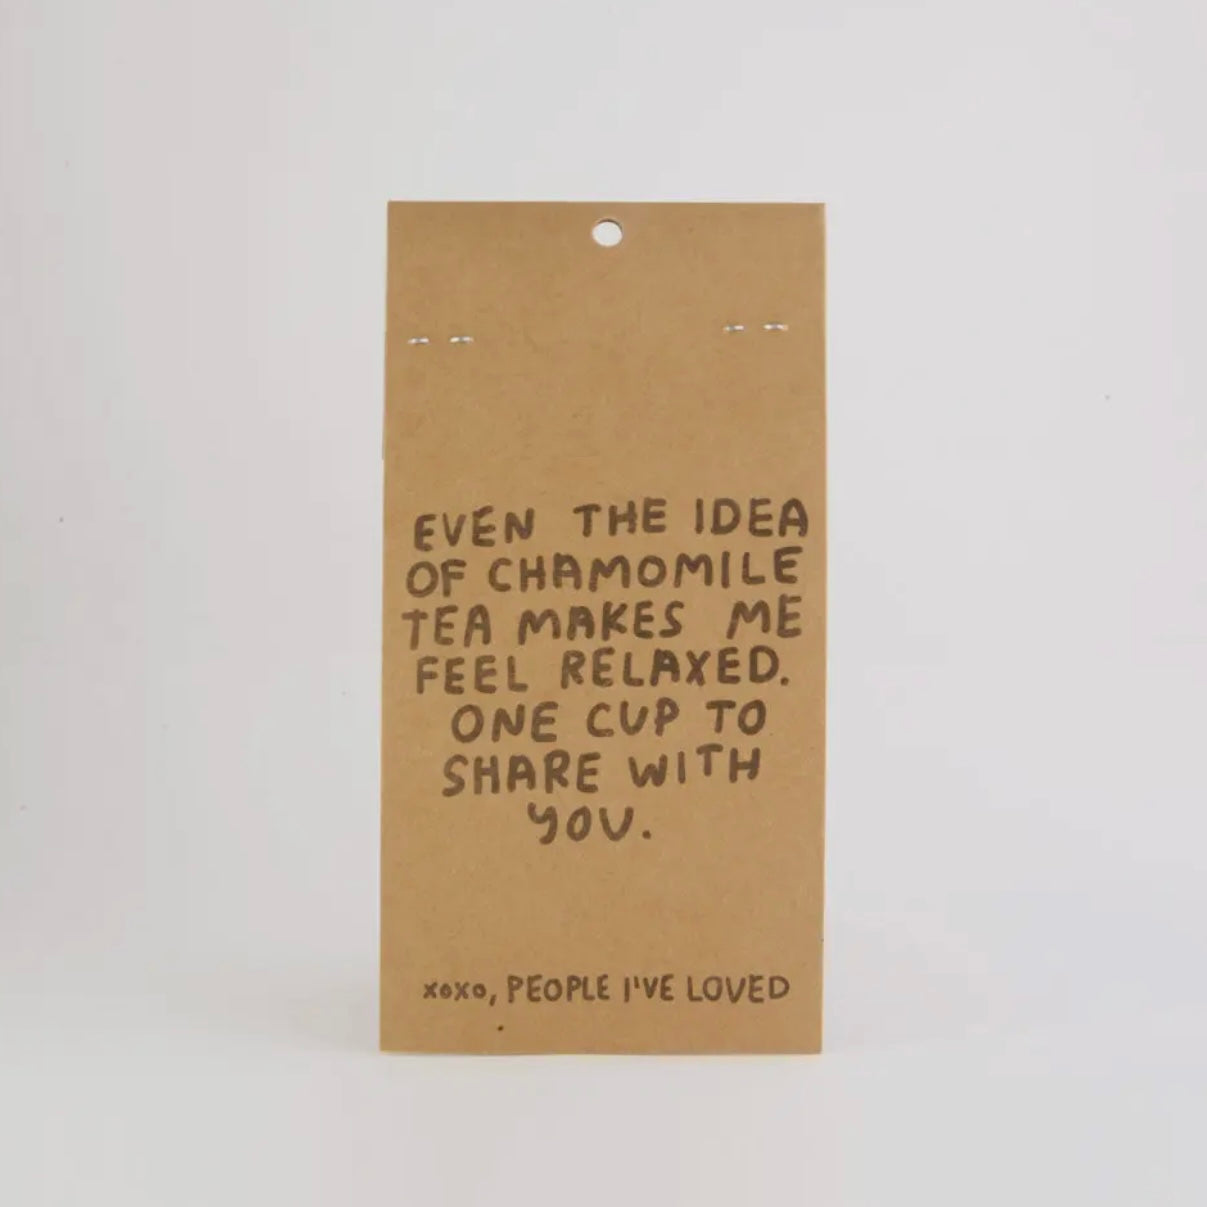 EVEN THE IDEA
OF CHAMOMILE
TEA MAKES ME
FEEL RELAXED.
ONE CUP TO
SHARE WITH
YOU.
xoxo, PEOPLE I'VE LOVED